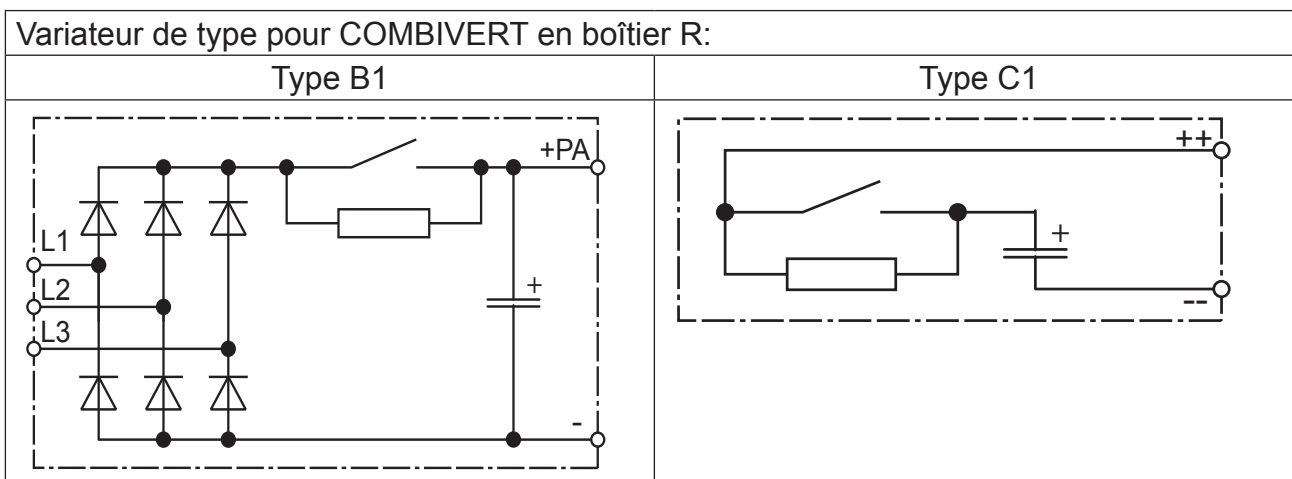 Variateur de type pour COMBIVERT en boîtier R:
Type B1
Type C1
+PA
L1
L2
L3
+
-
++
+
--